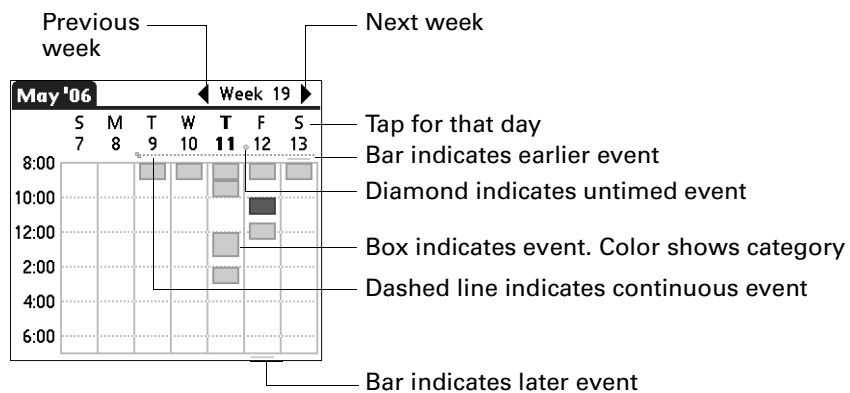 Previous week
Next week
May '06
Week 19
S M T W T F S
7 8 9 10 11 12 13
Tap for that day
Bar indicates earlier event
8:00
Diamond indicates untimed event
10:00
12:00
Box indicates event. Color shows category
2:00
Dashed line indicates continuous event
4:00
6:00
Bar indicates later event